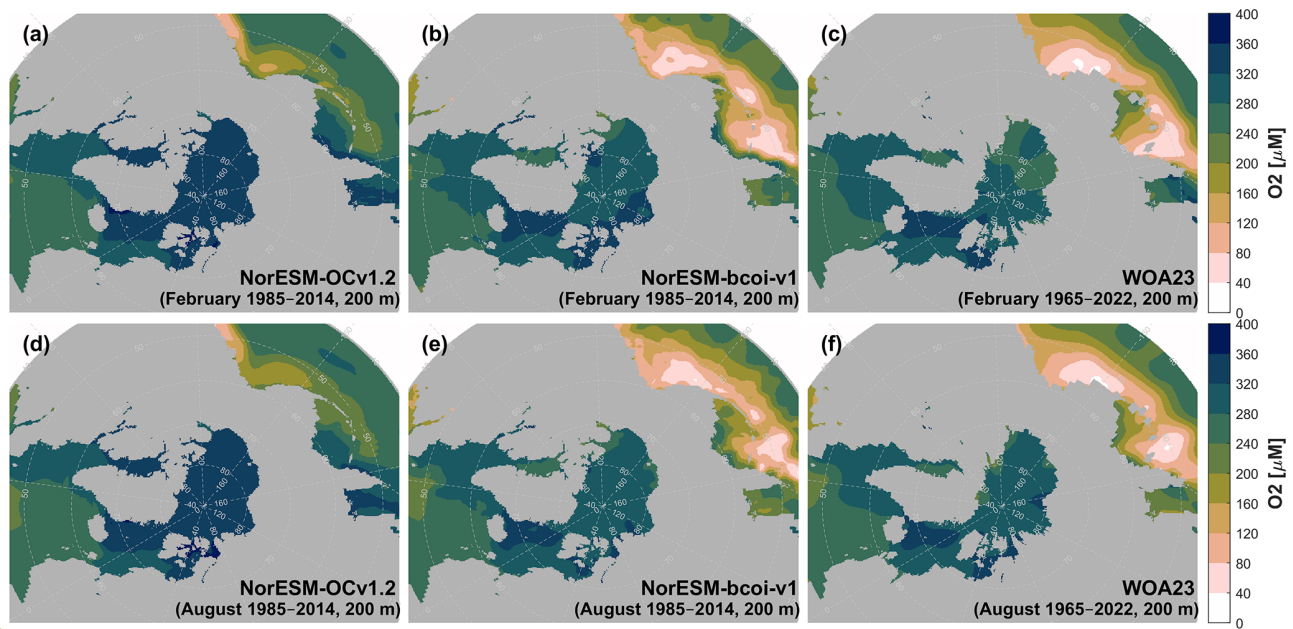 (a)
NorESM-OCv1.2
(February 1985−2014, 200 m)
(b)
NorESM-bcoi-v1
(February 1985−2014, 200 m)
(c)
WOA23
(February 1965−2022, 200 m)
400
360
320
280
240
200
160
120
80
40
0
O2 [μM]
(d)
NorESM-OCv1.2
(August 1985−2014, 200 m)
(e)
NorESM-bcoi-v1
(August 1985−2014, 200 m)
(f)
WOA23
(August 1965−2022, 200 m)
400
360
320
280
240
200
160
120
80
40
0
O2 [μM]